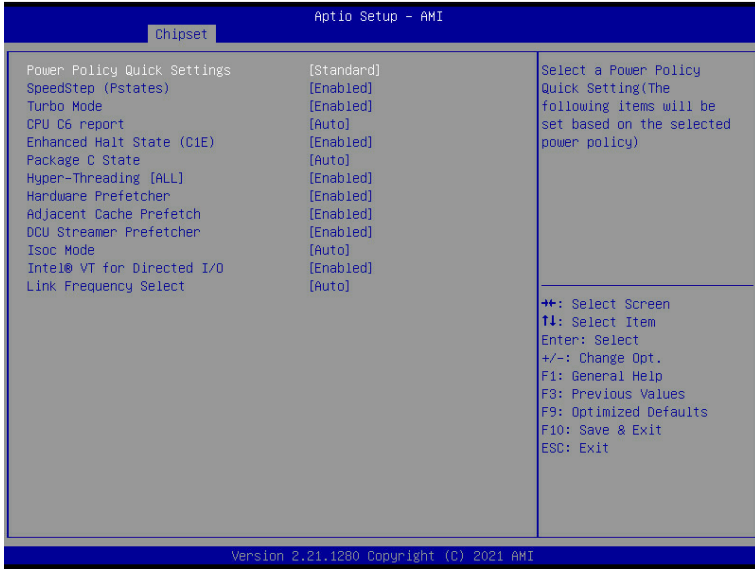 Aptio Setup – AMI
Chipset
Power Policy Quick Settings [Standard]
SpeedStep (Pstates) [Enabled]
Turbo Mode [Enabled]
CPU C6 report [Auto]
Enhanced Halt State (C1E) [Enabled]
Package C State [Auto]
Hyper-Threading [ALL] [Enabled]
Hardware Prefetcher [Enabled]
Adjacent Cache Prefetch [Enabled]
DCU Streamer Prefetcher [Enabled]
Isoc Mode [Auto]
Intel® VT for Directed I/O [Enabled]
Link Frequency Select [Auto]
Select a Power Policy
Quick Setting(The
following items will be
set based on the selected
power policy)
→←: Select Screen
↑↓: Select Item
Enter: Select
+/-: Change Opt.
F1: General Help
F3: Previous Values
F9: Optimized Defaults
F10: Save & Exit
ESC: Exit
Version 2.21.1280 Copyright (C) 2021 AMI